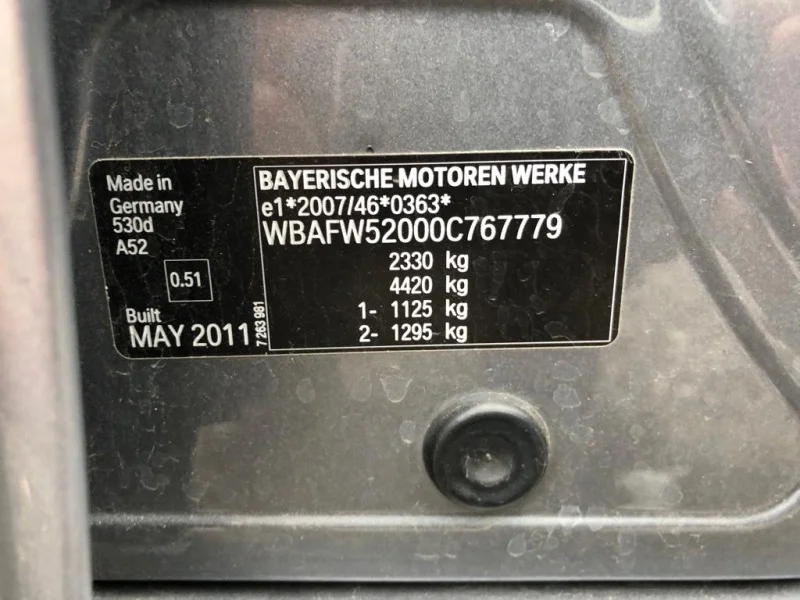 Made in
Germany
530d
A52
0.51
Built
MAY 2011
7 263 981
BAYERISCHE MOTOREN WERKE
e1*2007/46*0363*
WBAFW52000C767779
2330 kg
4420 kg
1- 1125 kg
2- 1295 kg